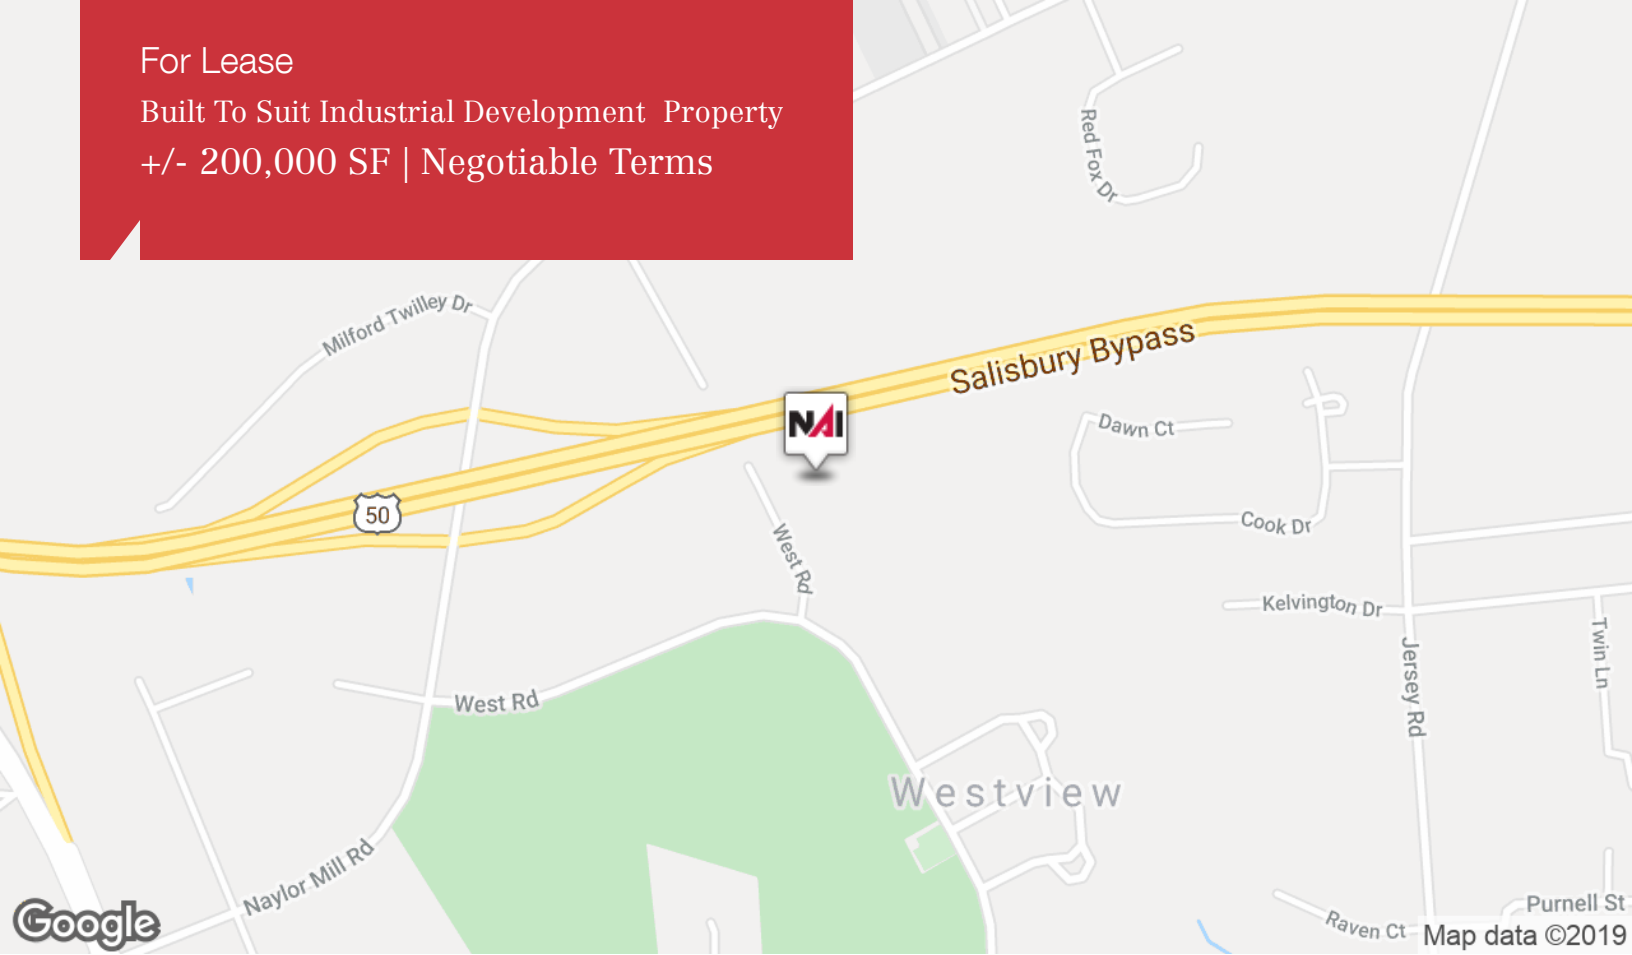 For Lease
Built To Suit Industrial Development  Property
+/- 200,000 SF | Negotiable Terms
Red Fox Dr
Milford Twilley Dr
Salisbury Bypass
NAI
Dawn Ct
50
Cook Dr
West Rd
Kelvington Dr
Twin Ln
Jersey Rd
West Rd
Westview
Naylor Mill Rd
Purnell St
Raven Ct
Google
Map data ©2019